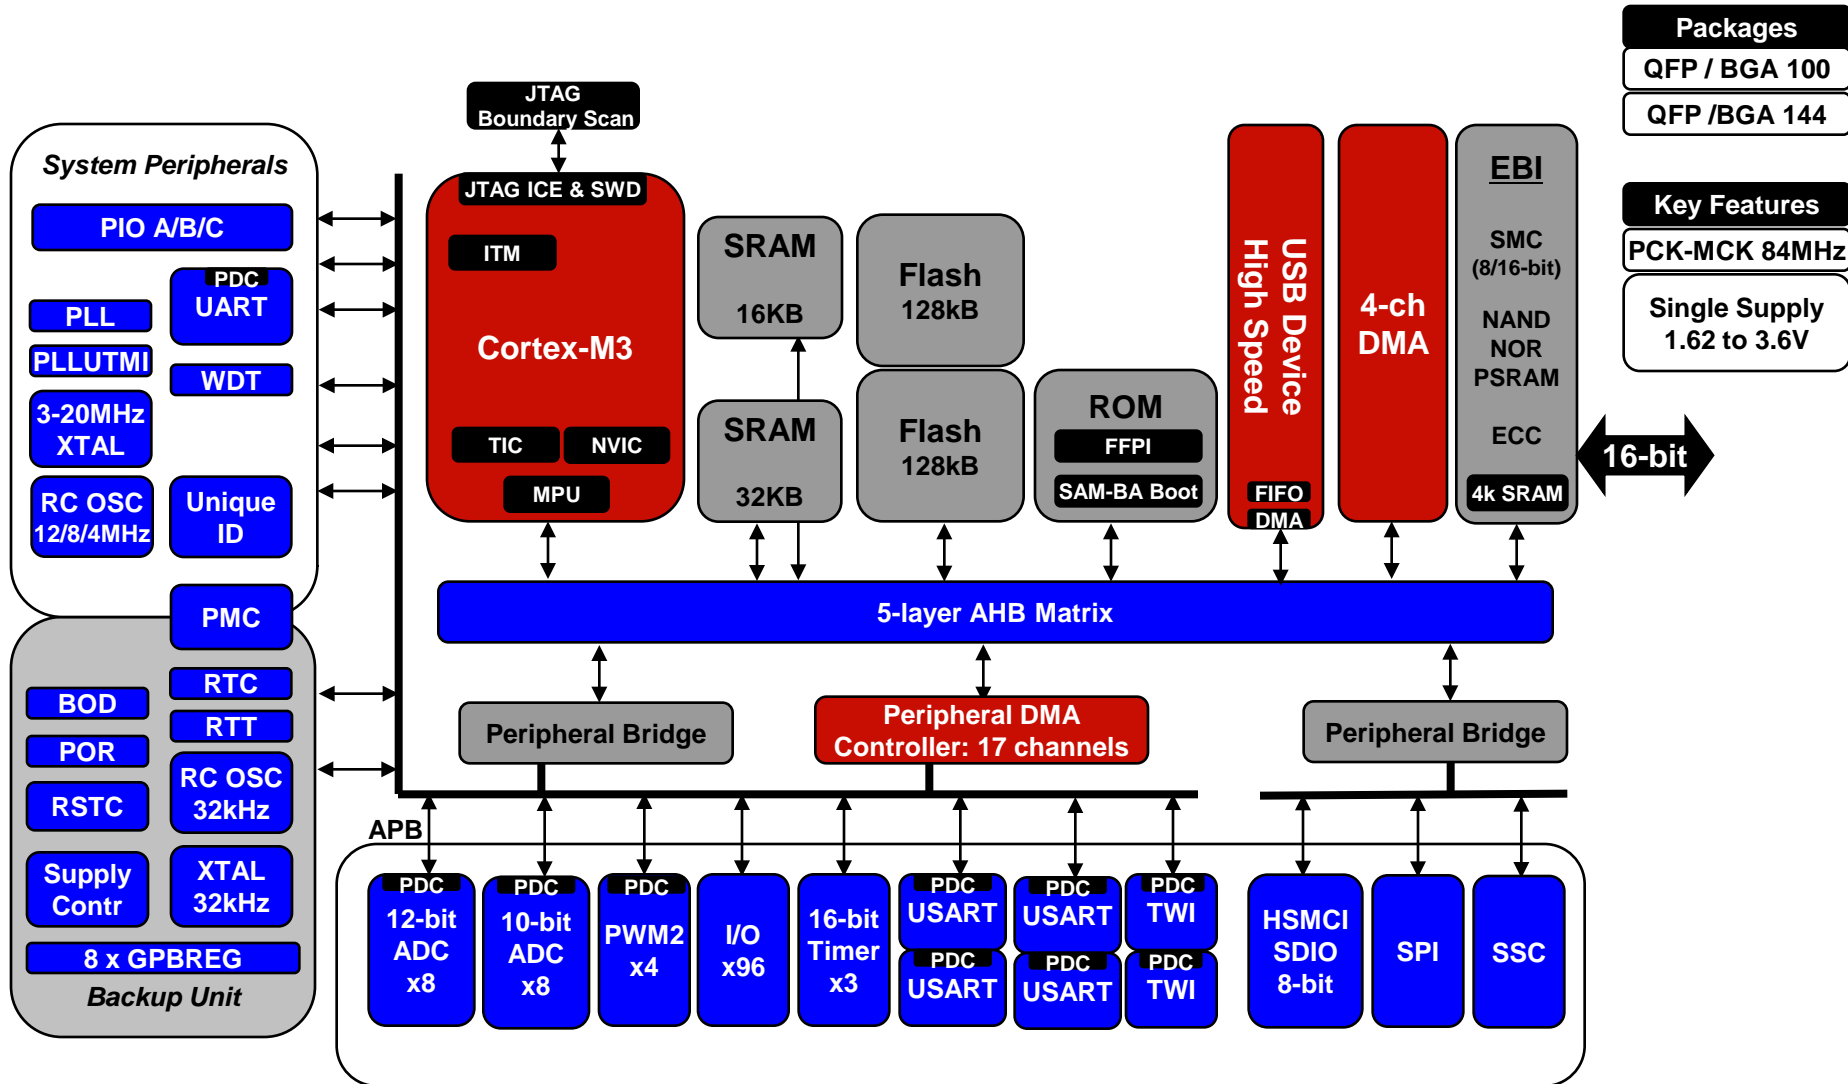 Packages
QFP / BGA 100
QFP /BGA 144
Key Features
PCK-MCK 84MHz
Single Supply
1.62 to 3.6V
JTAG
Boundary Scan
System Peripherals
PIO A/B/C
PDC
UART
PLL
PLLUTMI
WDT
3-20MHz
XTAL
RC OSC
12/8/4MHz
Unique
ID
PMC
RTC
BOD
RTT
POR
RC OSC
32kHz
RSTC
Supply
Contr
XTAL
32kHz
8 x GPBREG
Backup Unit
JTAG ICE & SWD
ITM
Cortex-M3
TIC
NVIC
MPU
SRAM
16KB
SRAM
32KB
Flash
128kB
Flash
128kB
ROM
FFPI
SAM-BA Boot
USB Device
High Speed
FIFO
DMA
4-ch
DMA
EBI
SMC
(8/16-bit)
NAND
NOR
PSRAM
ECC
4k SRAM
16-bit
5-layer AHB Matrix
Peripheral Bridge
Peripheral DMA
Controller: 17 channels
Peripheral Bridge
APB
PDC
12-bit
ADC
x8
PDC
10-bit
ADC
x8
PDC
PWM2
x4
I/O
x96
16-bit
Timer
x3
PDC
USART
PDC
USART
PDC
USART
PDC
USART
PDC
TWI
PDC
TWI
HSMCI
SDIO
8-bit
SPI
SSC